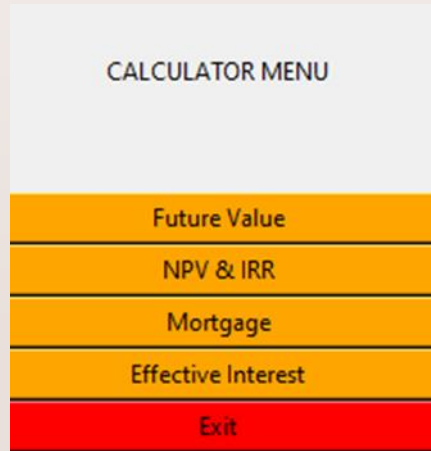 CALCULATOR MENU
Future Value
NPV & IRR
Mortgage
Effective Interest
Exit